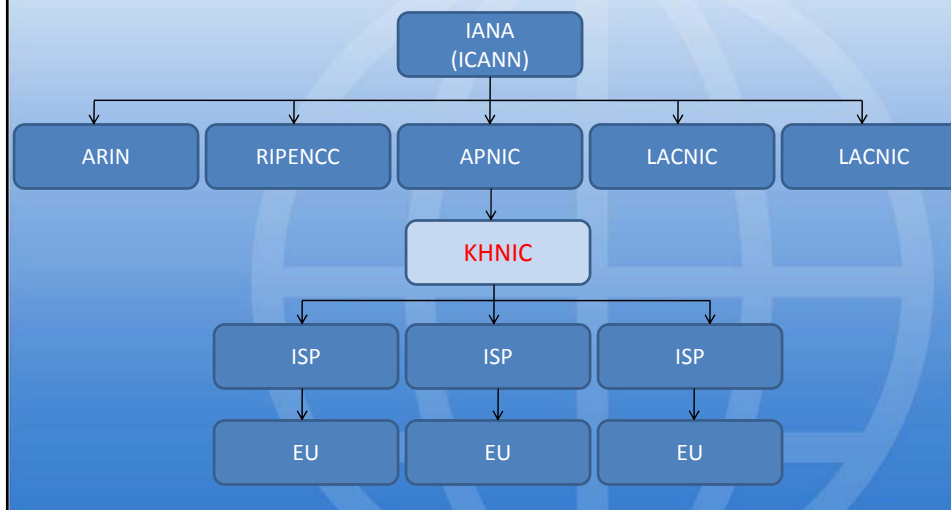 IANA
(ICANN)
ARIN
RIPENCC
APNIC
LACNIC
LACNIC
KHNIC
ISP
ISP
ISP
EU
EU
EU